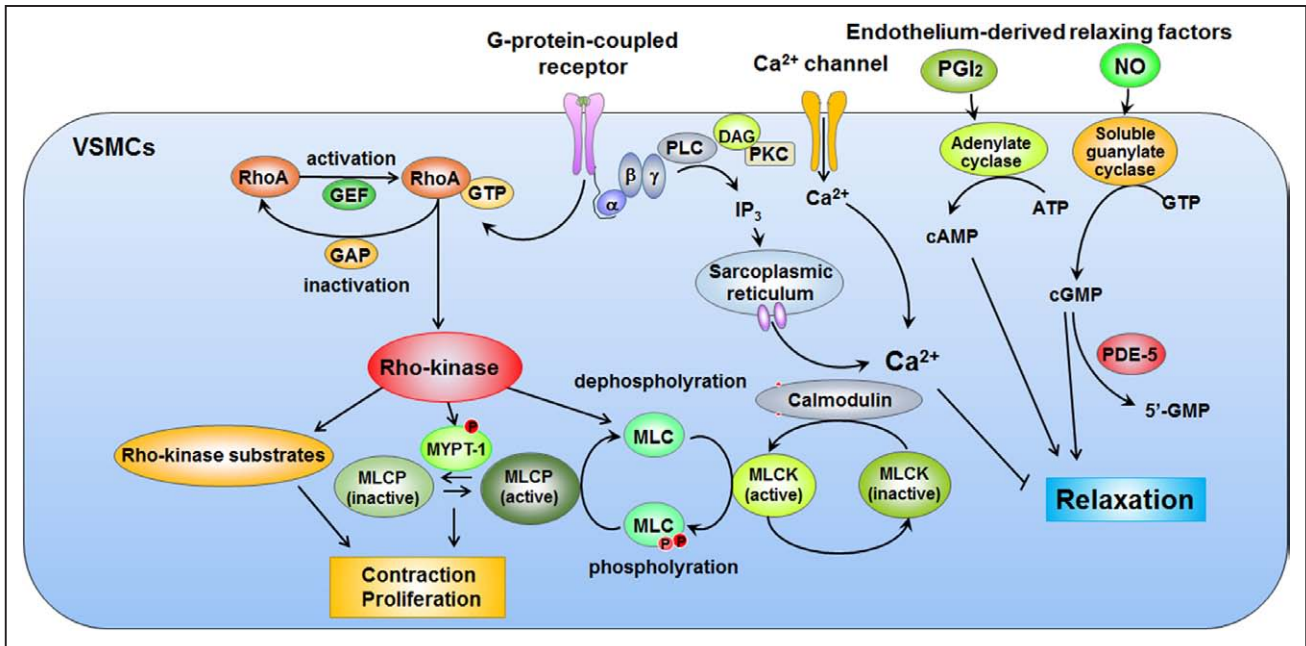 Endothelium-derived relaxing factors
G-protein-coupled
receptor
Ca²⁺ channel
PGI₂
NO
VSMCs
RhoA
activation
GEF
RhoA
GTP
GAP
inactivation
α
β
γ
PLC
DAG
PKC
IP₃
Ca²⁺
Adenylate
cyclase
ATP
cAMP
Soluble
guanylate
cyclase
GTP
cGMP
PDE-5
5'-GMP
Sarcoplasmic
reticulum
Ca²⁺
Rho-kinase
dephospholyration
Calmodulin
Rho-kinase substrates
P
MYPT-1
MLCP
(inactive)
MLCP
(active)
MLC
MLC
P
P
phospholyration
MLCK
(active)
MLCK
(inactive)
Relaxation
Contraction
Proliferation